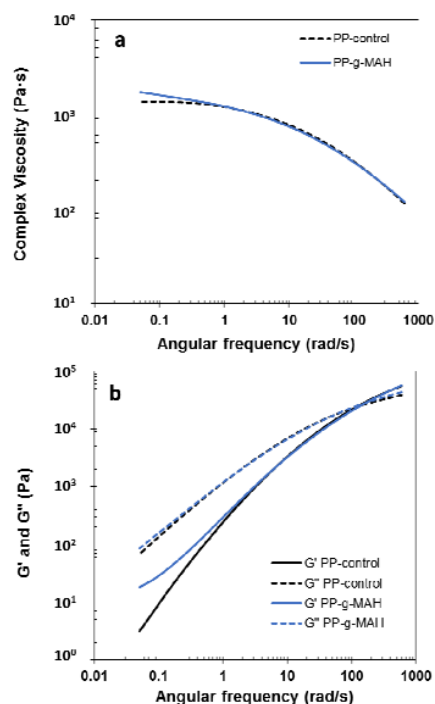 a
PP-control
PP-g-MAH
Complex Viscosity (Pa·s)
10⁴
10³
10²
10¹
0.01 0.1 1 10 100 1000
Angular frequency (rad/s)
b
G' and G" (Pa)
10⁵
10⁴
10³
10²
10¹
10⁰
G' PP-control
G" PP-control
G' PP-g-MAH
G" PP-g-MAH
0.01 0.1 1 10 100 1000
Angular frequency (rad/s)